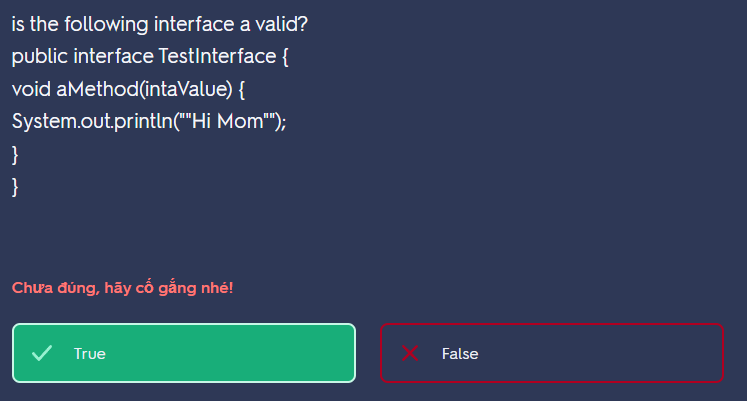 is the following interface a valid?
public interface TestInterface {
void aMethod(intaValue) {
System.out.println(""Hi Mom"");
}
}
Chưa đúng, hãy cố gắng nhé!
True
False